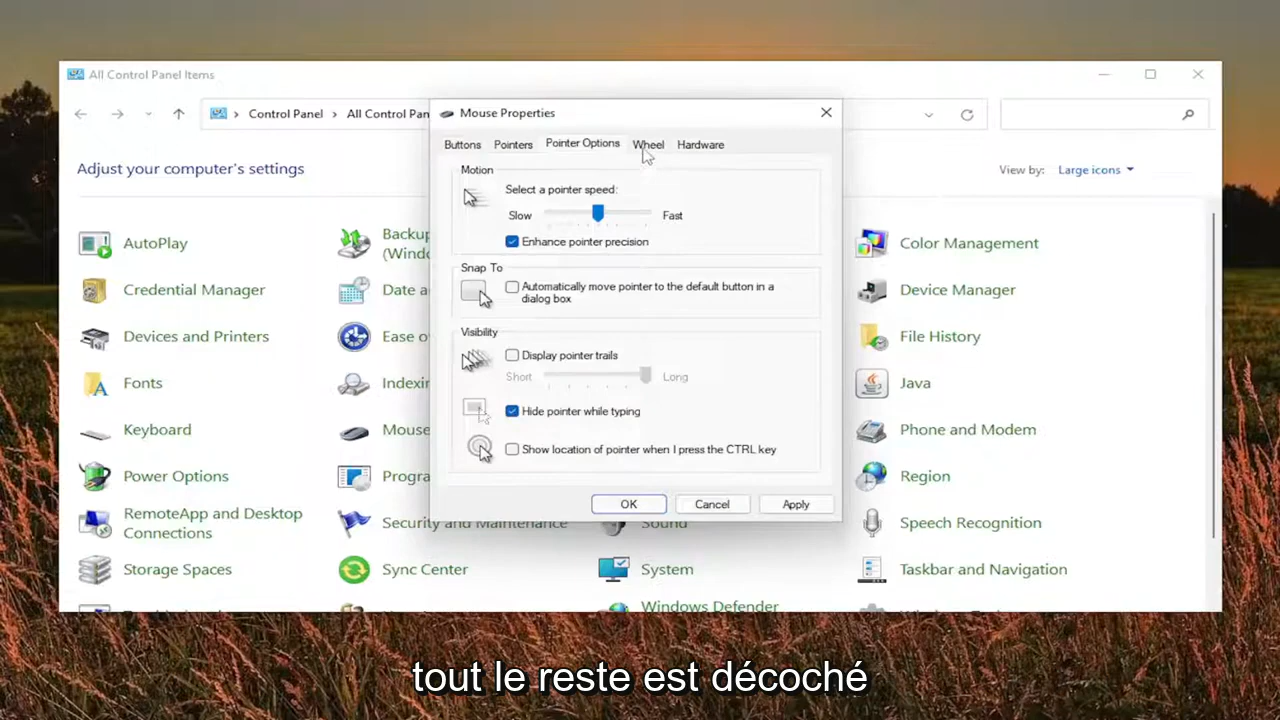 All Control Panel Items
Control Panel
All Control Pan
Mouse Properties
Buttons
Pointers
Pointer Options
Wheel
Hardware
Adjust your computer's settings
View by:
Large icons
Motion
Select a pointer speed:
Slow
Fast
Enhance pointer precision
Snap To
Automatically move pointer to the default button in a
dialog box
Visibility
Display pointer trails
Short
Long
Hide pointer while typing
Show location of pointer when I press the CTRL key
OK
Cancel
Apply
AutoPlay
Backup
(Windo
Color Management
Credential Manager
Date a
Device Manager
Devices and Printers
Ease o
File History
Fonts
Indexin
Java
Keyboard
Mouse
Phone and Modem
Power Options
Progra
Region
RemoteApp and Desktop
Connections
Security and Maintenance
Sound
Speech Recognition
Storage Spaces
Sync Center
System
Taskbar and Navigation
Windows Defender
tout le reste est décoché